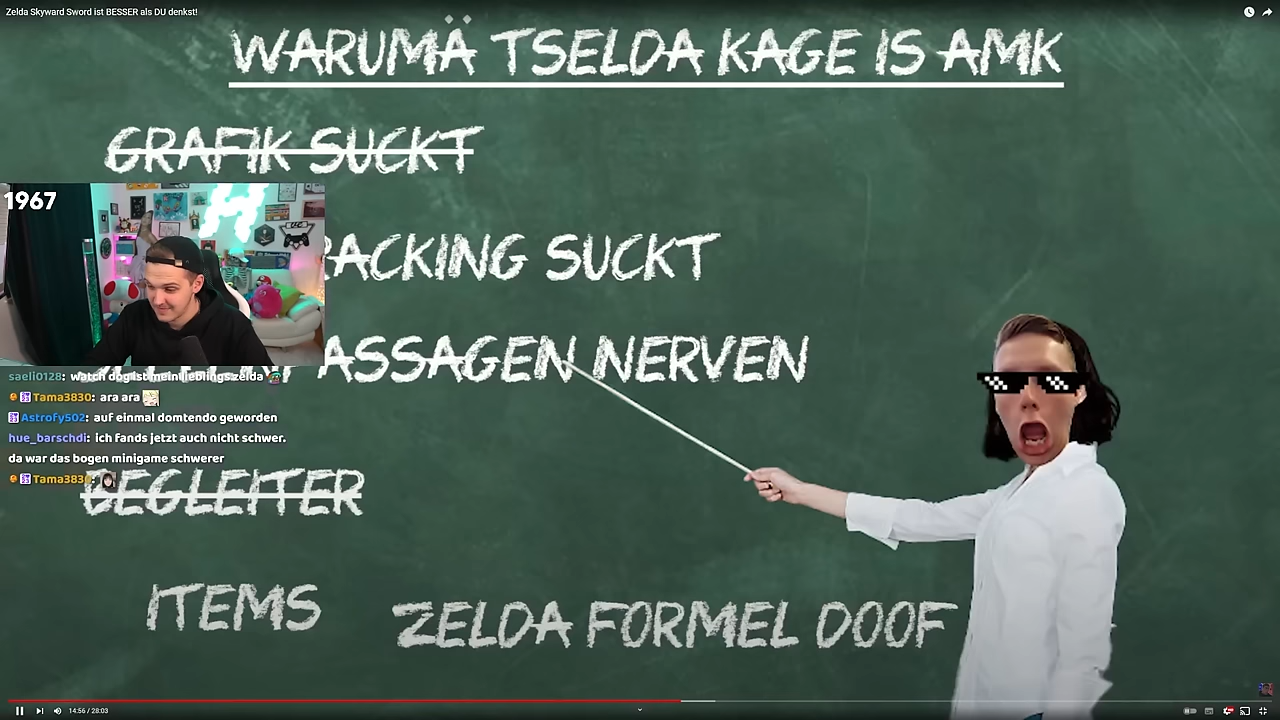 Zelda Skyward Sword ist BESSER als DU denkst!
WARUMÄ TSELDA KAGE IS AMK
GRAFIK SUCKT
1967
RACKING SUCKT
ASSAGEN NERVEN
saeli0128: watch dog ist mein lieblings zelda
Tama3830: ara ara
Astrofy502: auf einmal domtendo geworden
hue_barschdi: ich fands jetzt auch nicht schwer.
da war das bogen minigame schwerer
Tama383
BEGLEITER
ITEMS
ZELDA FORMEL DOOF
14:56 / 28:03